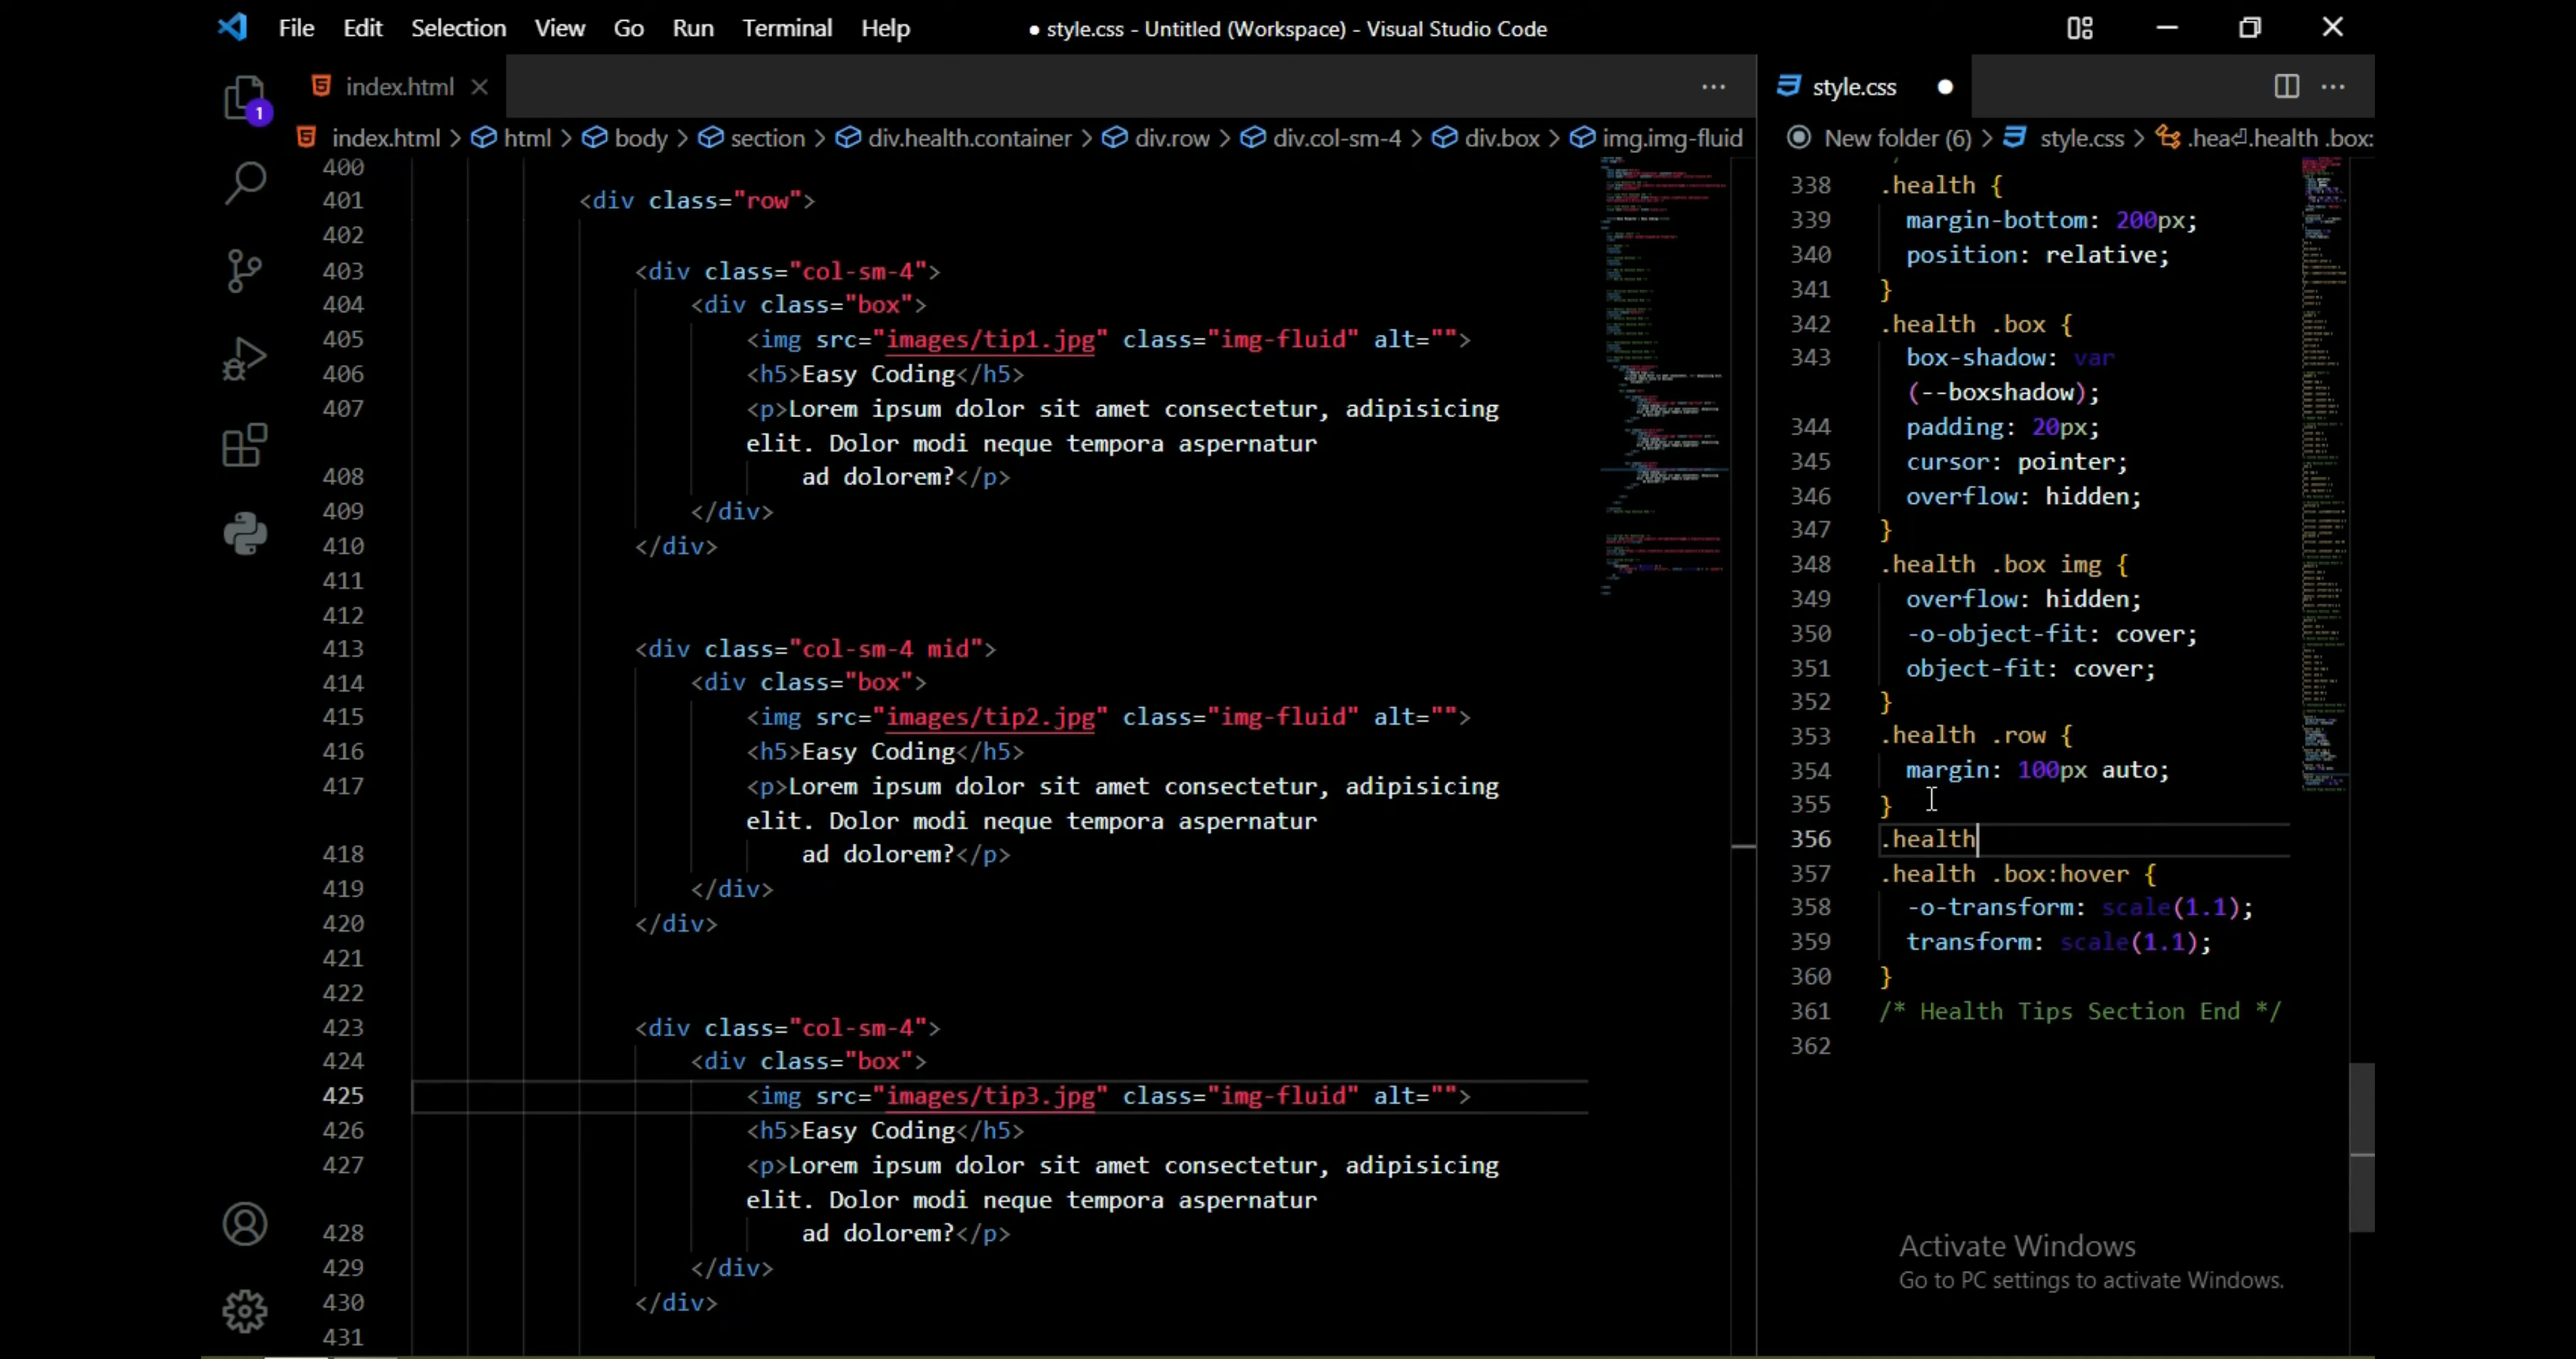 File Edit Selection View Go Run Terminal Help
● style.css - Untitled (Workspace) - Visual Studio Code
1
index.html
index.html > html > body > section > div.health.container > div.row > div.col-sm-4 > div.box > img.img-fluid
400
401 <div class="row">
402
403 <div class="col-sm-4">
404 <div class="box">
405 <img src="images/tip1.jpg" class="img-fluid" alt="">
406 <h5>Easy Coding</h5>
407 <p>Lorem ipsum dolor sit amet consectetur, adipisicing
elit. Dolor modi neque tempora aspernatur
408 ad dolorem?</p>
409 </div>
410 </div>
411
412
413 <div class="col-sm-4 mid">
414 <div class="box">
415 <img src="images/tip2.jpg" class="img-fluid" alt="">
416 <h5>Easy Coding</h5>
417 <p>Lorem ipsum dolor sit amet consectetur, adipisicing
elit. Dolor modi neque tempora aspernatur
418 ad dolorem?</p>
419 </div>
420 </div>
421
422
423 <div class="col-sm-4">
424 <div class="box">
425 <img src="images/tip3.jpg" class="img-fluid" alt="">
426 <h5>Easy Coding</h5>
427 <p>Lorem ipsum dolor sit amet consectetur, adipisicing
elit. Dolor modi neque tempora aspernatur
428 ad dolorem?</p>
429 </div>
430 </div>
431
style.css
New folder (6) > style.css > .hea⏎.health .box:
338 .health {
339 margin-bottom: 200px;
340 position: relative;
341 }
342 .health .box {
343 box-shadow: var
(--boxshadow);
344 padding: 20px;
345 cursor: pointer;
346 overflow: hidden;
347 }
348 .health .box img {
349 overflow: hidden;
350 -o-object-fit: cover;
351 object-fit: cover;
352 }
353 .health .row {
354 margin: 100px auto;
355 }
356 .health
357 .health .box:hover {
358 -o-transform: scale(1.1);
359 transform: scale(1.1);
360 }
361 /* Health Tips Section End */
362
Activate Windows
Go to PC settings to activate Windows.